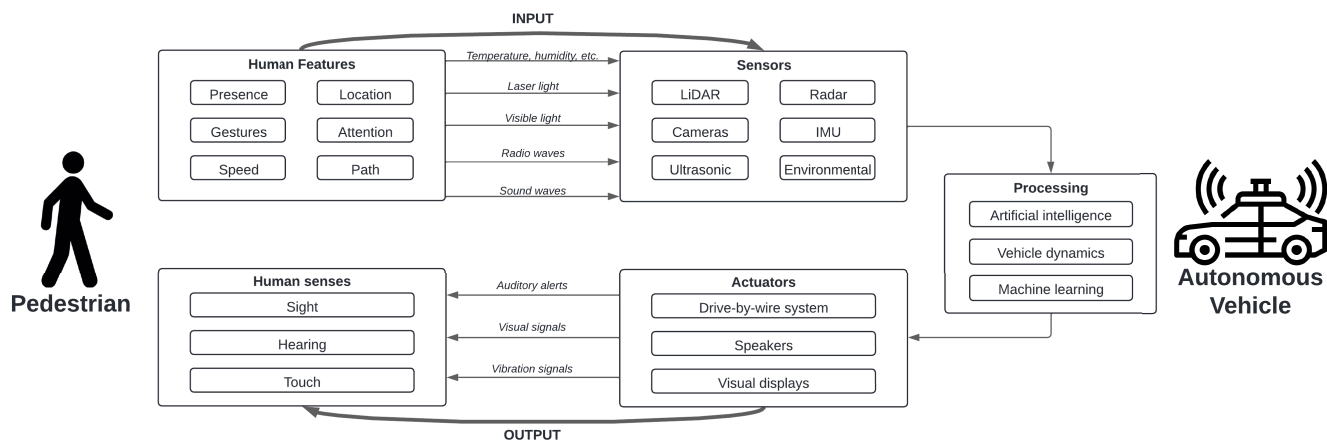 INPUT
Human Features
Presence
Location
Gestures
Attention
Speed
Path
Temperature, humidity, etc.
Laser light
Visible light
Radio waves
Sound waves
Sensors
LiDAR
Radar
Cameras
IMU
Ultrasonic
Environmental
Processing
Artificial intelligence
Vehicle dynamics
Machine learning
Pedestrian
Autonomous
Vehicle
Human senses
Sight
Hearing
Touch
Auditory alerts
Visual signals
Vibration signals
Actuators
Drive-by-wire system
Speakers
Visual displays
OUTPUT